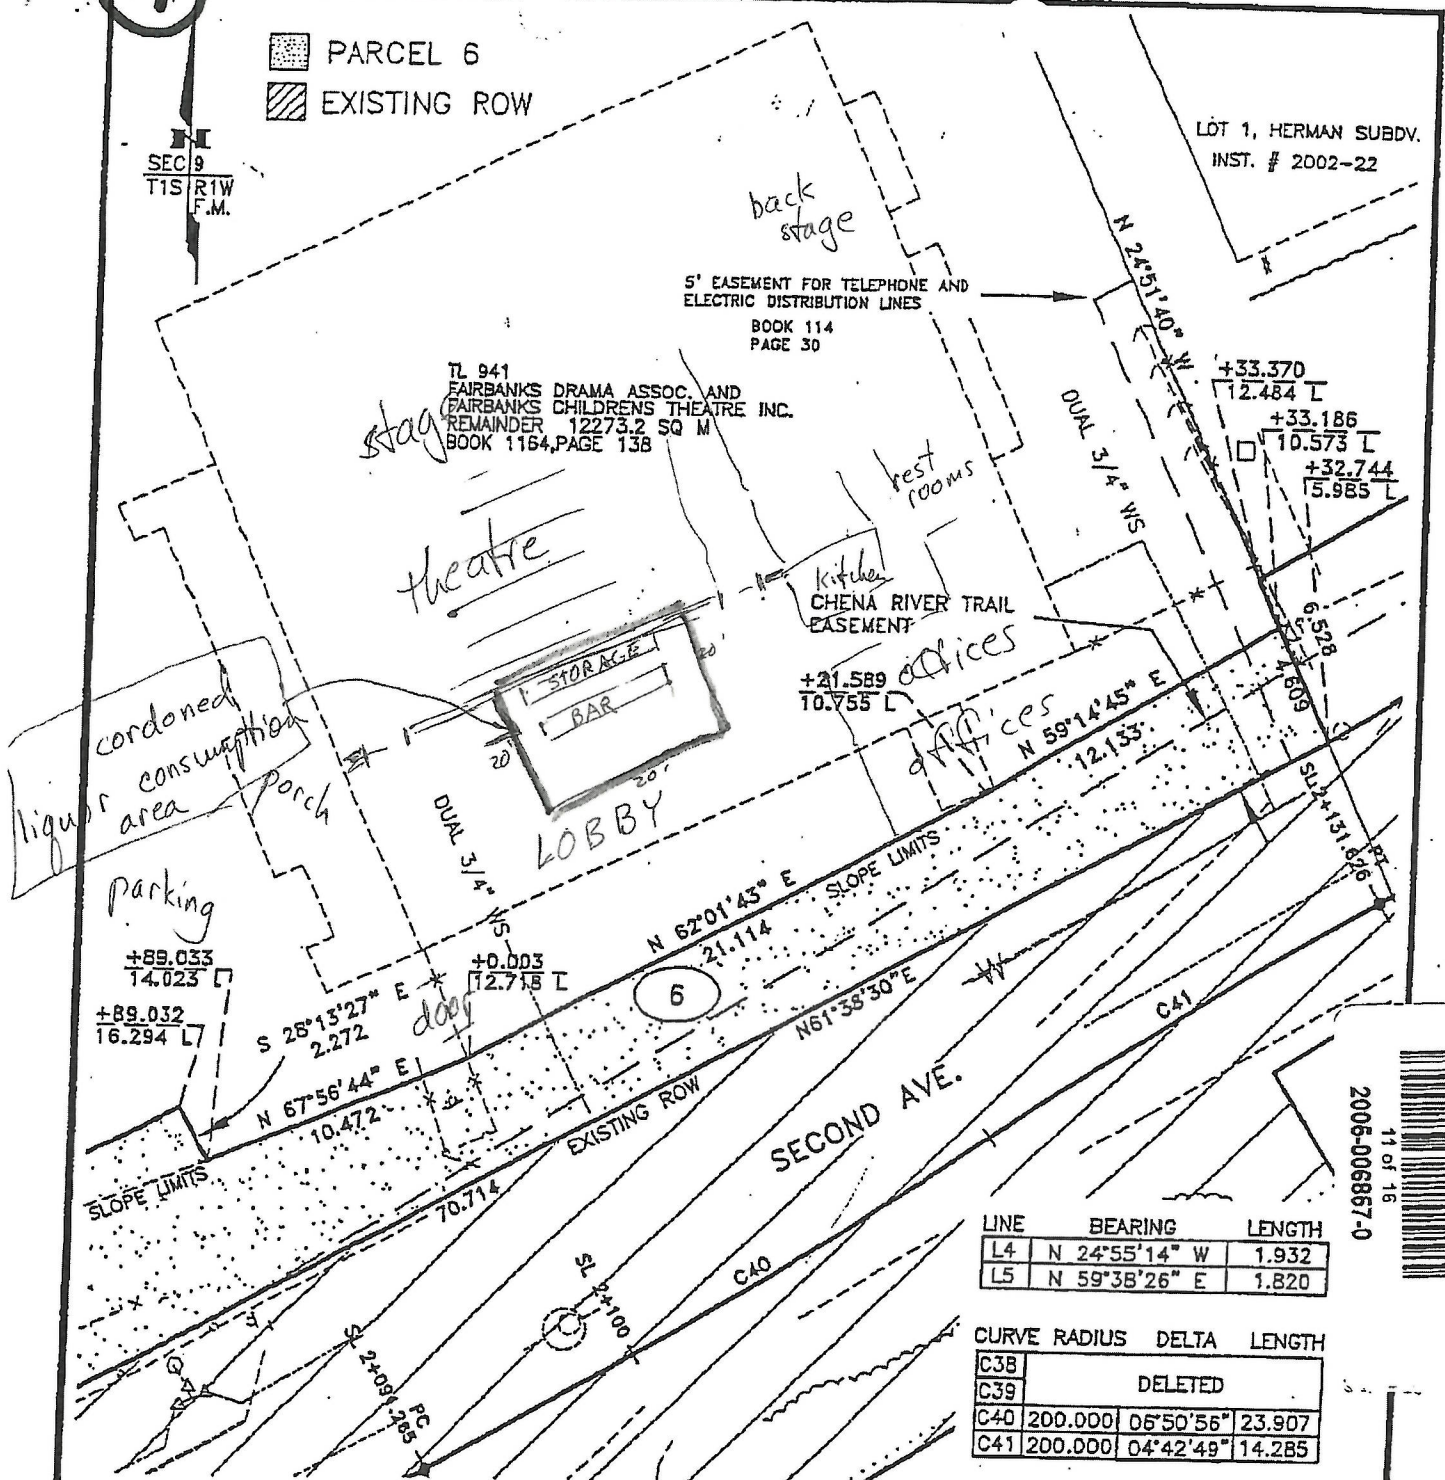 PARCEL 6
EXISTING ROW
N
SEC 9
T1S R1W
F.M.
LOT 1, HERMAN SUBDV.
INST. # 2002-22
back
stage
N 24°51'40" W
5' EASEMENT FOR TELEPHONE AND
ELECTRIC DISTRIBUTION LINES
BOOK 114
PAGE 30
TL 941
FAIRBANKS DRAMA ASSOC. AND
FAIRBANKS CHILDRENS THEATRE INC.
REMAINDER 12273.2 SQ M
BOOK 1164,PAGE 138
stage
+33.370
12.484 L
+33.186
10.573 L
+32.744
5.985 L
DUAL 3/4" WS
rest
rooms
theatre
kitchen
CHENA RIVER TRAIL
EASEMENT
offices
6.528
4.609
STORAGE
BAR
20'
20'
20'
LOBBY
+21.589
10.755 L
offices
N 59°14'45" E
12.133
cordoned
liquor consumption
area
porch
parking
DUAL 3/4" WS
SLOPE LIMITS
SL 2+131.626
PT
N 62°01'43" E
21.114
6
N61°38'30"E
W
C41
+89.033
14.023 L
+89.032
16.294 L
+0.003
12.718 L
door
S 28°13'27" E
2.272
N 67°56'44" E
10.472
SLOPE LIMITS
EXISTING ROW
70.714
SECOND AVE.
C40
SL 2+100
SL 2+091.265
PC
11 of 16
2006-006867-0
LINE BEARING LENGTH
L4 N 24°55'14" W 1.932
L5 N 59°38'26" E 1.820
CURVE RADIUS DELTA LENGTH
C38
C39
DELETED
C40 200.000 06°50'56" 23.907
C41 200.000 04°42'49" 14.285